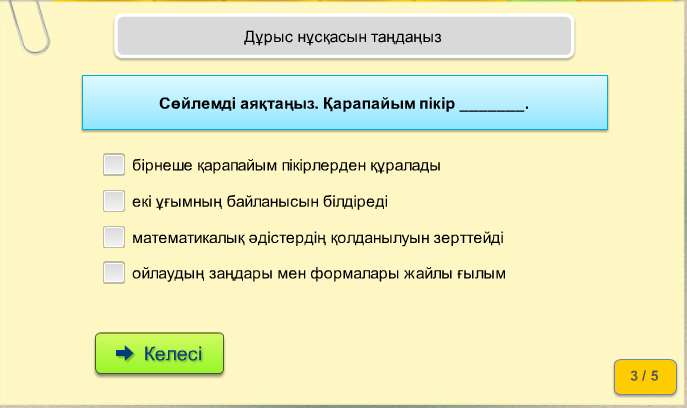 Дұрыс нұсқасын таңдаңыз
Сөйлемді аяқтаңыз. Қарапайым пікір _______.
бірнеше қарапайым пікірлерден құралады
екі ұғымның байланысын білдіреді
математикалық әдістердің қолданылуын зерттейді
ойлаудың заңдары мен формалары жайлы ғылым
Келесі
3 / 5